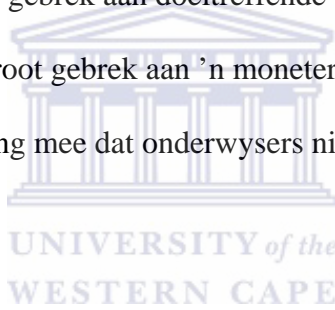 gebrek aan doeltreffende
root gebrek aan ’n moneter
ng mee dat onderwysers ni
UNIVERSITY of the
WESTERN CAPE